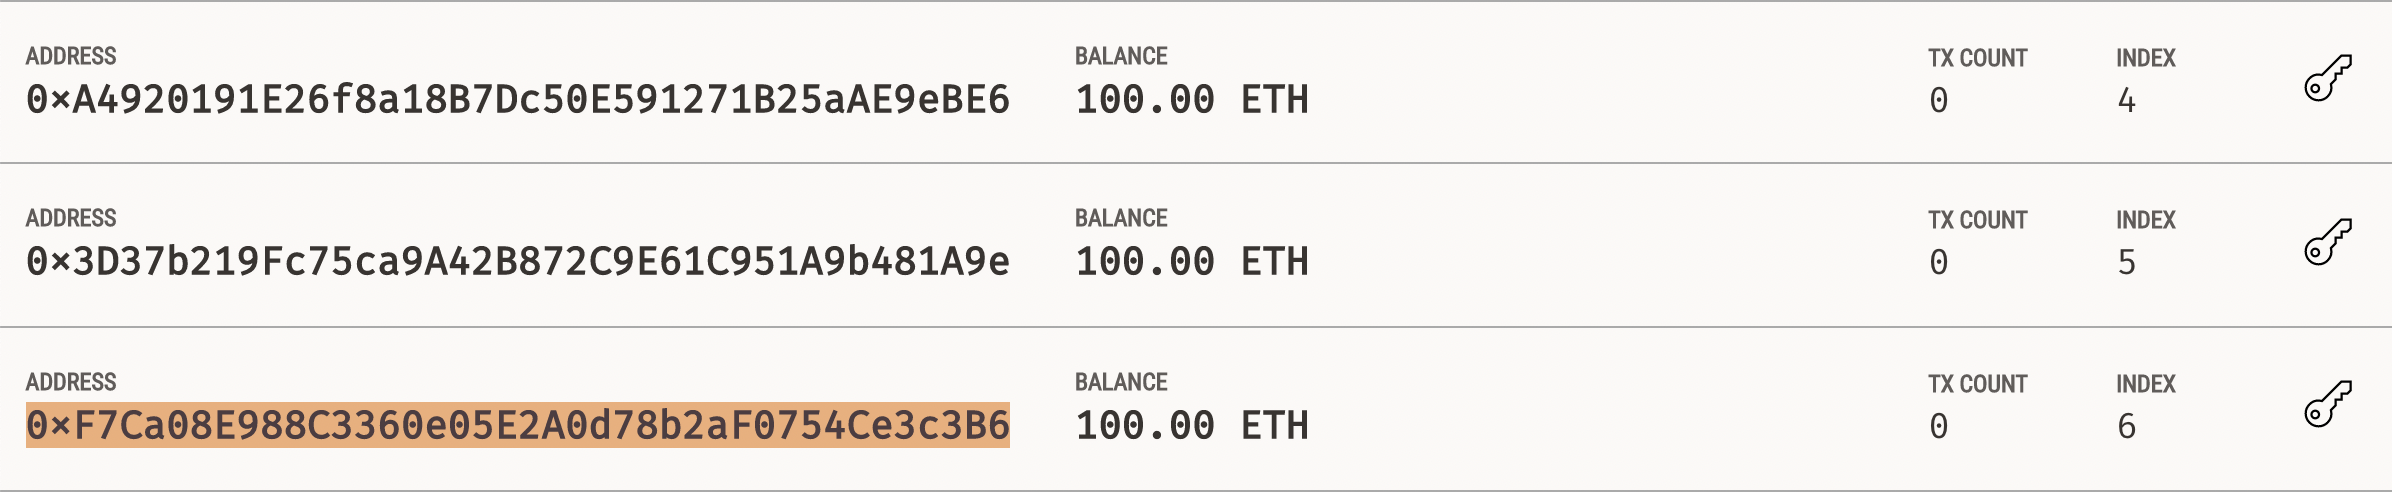 ADDRESS BALANCE TX COUNT INDEX
0×A4920191E26f8a18B7Dc50E591271B25aAE9eBE6 100.00 ETH 0 4
ADDRESS BALANCE TX COUNT INDEX
0×3D37b219Fc75ca9A42B872C9E61C951A9b481A9e 100.00 ETH 0 5
ADDRESS BALANCE TX COUNT INDEX
0×F7Ca08E988C3360e05E2A0d78b2aF0754Ce3c3B6 100.00 ETH 0 6